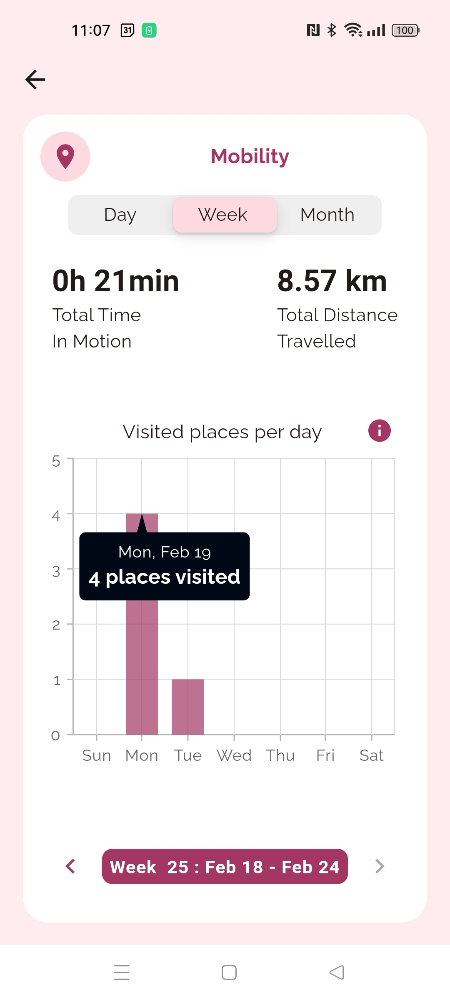 11:07 31 100
Mobility
Day Week Month
0h 21min 8.57 km
Total Time Total Distance
In Motion Travelled
Visited places per day
5
4
Mon, Feb 19
3
4 places visited
2
1
0
Sun Mon Tue Wed Thu Fri Sat
Week 25 : Feb 18 - Feb 24